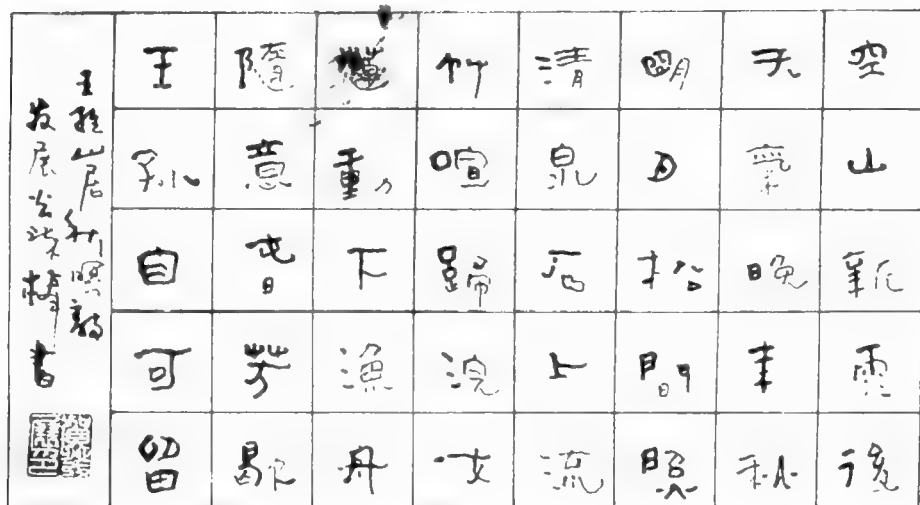 空山新雨後
天氣晚來秋
明月松間照
清泉石上流
竹喧歸浣女
蓮動下漁舟
隨意春芳歇
王孫自可留
王維山居秋暝
書